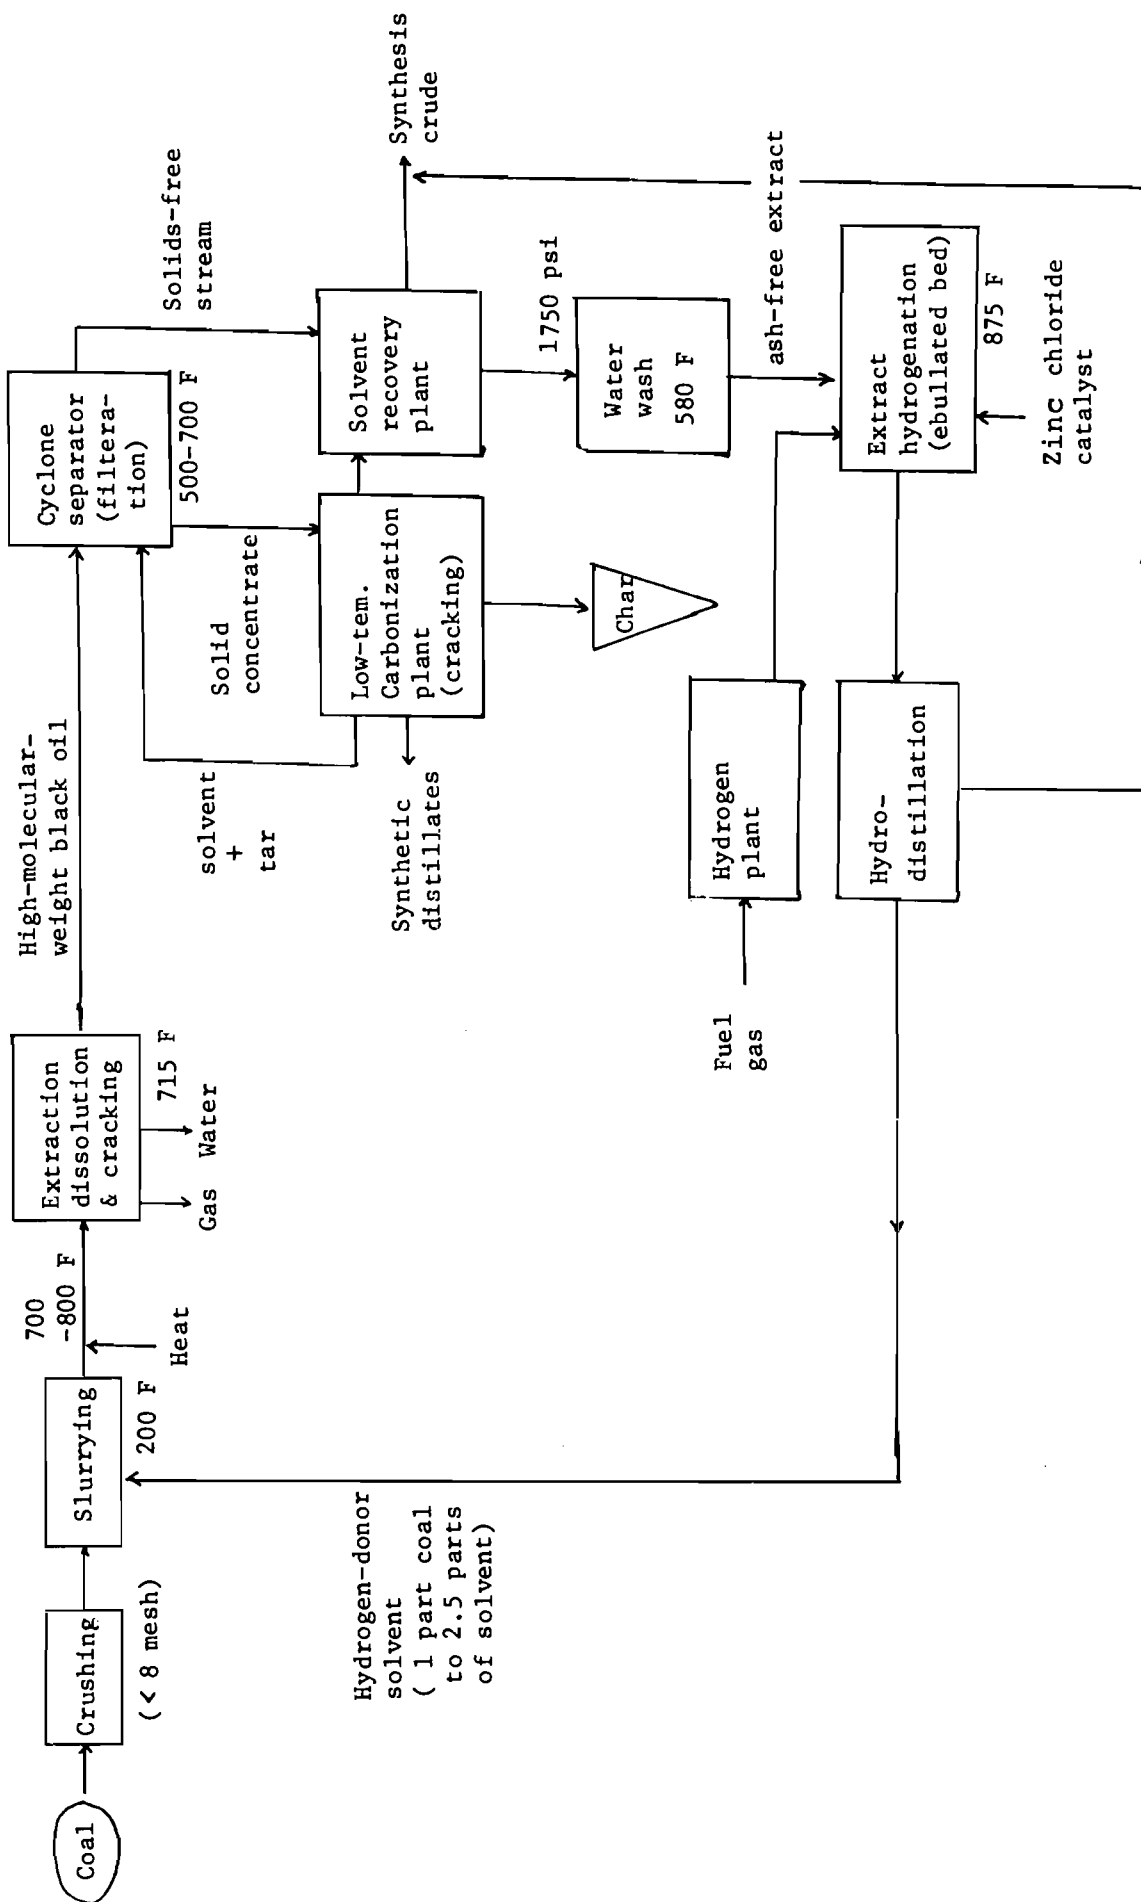 Coal
Crushing
(< 8 mesh)
Slurrying
200 F
700
-800 F
Heat
Extraction
dissolution
& cracking
715 F
Gas
Water
High-molecular-
weight black oil
Cyclone
separator
(filtera-
tion)
500-700 F
Solids-free
stream
Solid
concentrate
solvent
+
tar
Low-tem.
Carbonization
plant
(cracking)
Synthetic
distillates
Char
Solvent
recovery
plant
Synthesis
crude
1750 psi
Water
wash
580 F
ash-free extract
Extract
hydrogenation
(ebullated bed)
875 F
Zinc chloride
catalyst
Hydrogen
plant
Fuel
gas
Hydro-
distillation
Hydrogen-donor
solvent
( 1 part coal
to 2.5 parts
of solvent)